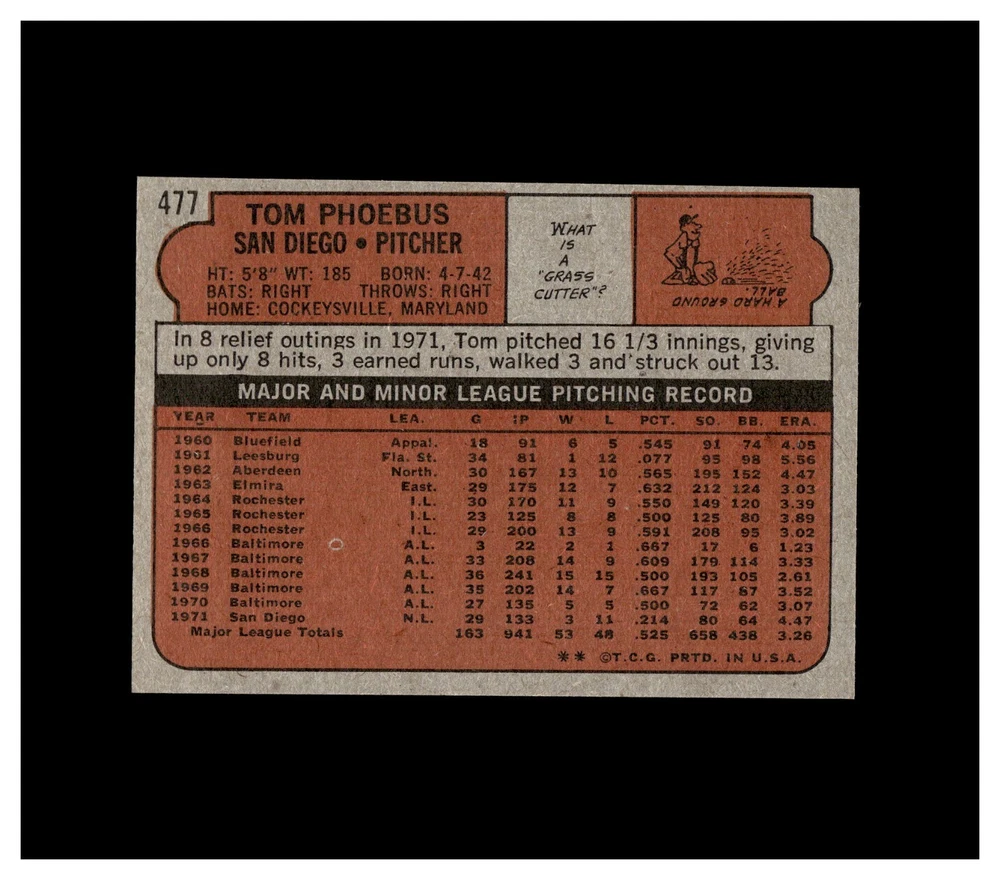 477
TOM PHOEBUS
SAN DIEGO • PITCHER
HT: 5'8" WT: 185 BORN: 4-7-42
BATS: RIGHT THROWS: RIGHT
HOME: COCKEYSVILLE, MARYLAND
WHAT
IS
A
"GRASS
CUTTER"?
A HARD GROUND
BALL.
In 8 relief outings in 1971, Tom pitched 16 1/3 innings, giving
up only 8 hits, 3 earned runs, walked 3 and struck out 13.
MAJOR AND MINOR LEAGUE PITCHING RECORD
YEAR TEAM LEA. G IP W L PCT. SO. BB. ERA.
1960 Bluefield Appal. 18 91 6 5 .545 91 74 4.05
1961 Leesburg Fla. St. 34 81 1 12 .077 95 98 5.56
1962 Aberdeen North. 30 167 13 10 .565 195 152 4.47
1963 Elmira East. 29 175 12 7 .632 212 124 3.03
1964 Rochester I.L. 30 170 11 9 .550 149 120 3.39
1965 Rochester I.L. 23 125 8 8 .500 125 80 3.89
1966 Rochester I.L. 29 200 13 9 .591 208 95 3.02
1966 Baltimore A.L. 3 22 2 1 .667 17 6 1.23
1967 Baltimore A.L. 33 208 14 9 .609 179 114 3.33
1968 Baltimore A.L. 36 241 15 15 .500 193 105 2.61
1969 Baltimore A.L. 35 202 14 7 .667 117 87 3.52
1970 Baltimore A.L. 27 135 5 5 .500 72 62 3.07
1971 San Diego N.L. 29 133 3 11 .214 80 64 4.47
Major League Totals 163 941 53 48 .525 658 438 3.26
** ©T.C.G. PRTD. IN U.S.A.